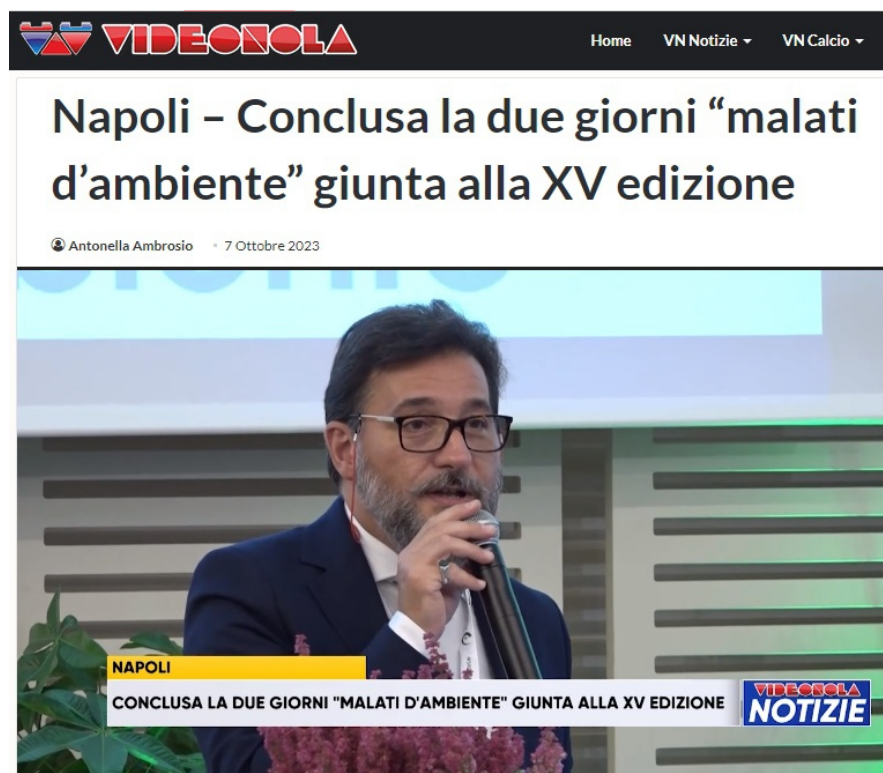 VIDEONOLA
Home VN Notizie VN Calcio
Napoli – Conclusa la due giorni “malati
d’ambiente” giunta alla XV edizione
Antonella Ambrosio 7 Ottobre 2023
NAPOLI
CONCLUSA LA DUE GIORNI "MALATI D'AMBIENTE" GIUNTA ALLA XV EDIZIONE
VIDEONOLA
NOTIZIE